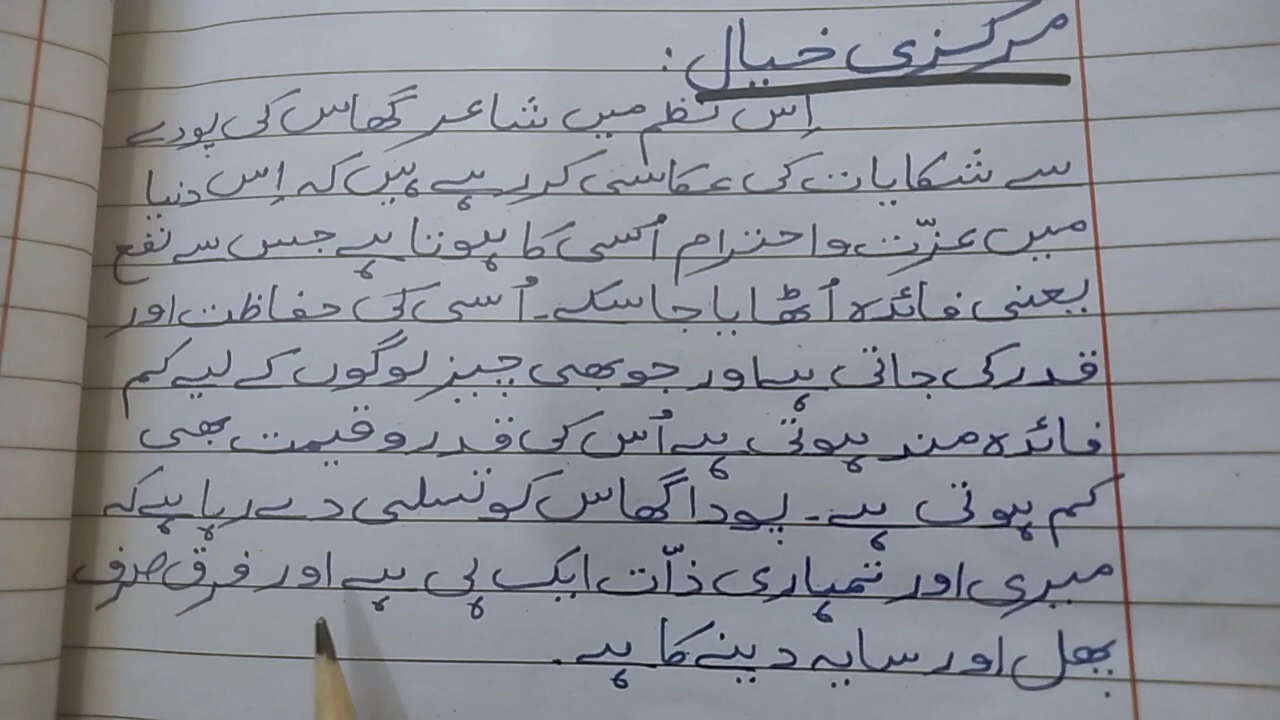 مرکزی خیال:
اِس نظم میں شاعر گھاس کی پودے
سے شکایات کی عکاسی کر رہے ہیں کہ اِس دنیا
میں عزّت و احترام اُسی کا ہوتا ہے جس سے نفع
یعنی فائدہ اُٹھایا جا سکے۔ اُسی کی حفاظت اور
قدر کی جاتی ہے اور جو بھی چیز لوگوں کے لیے کم
فائدہ مند ہوتی ہے اُس کی قدر و قیمت بھی
کم ہوتی ہے۔ پودا گھاس کو تسلی دے رہا ہے کہ
میری اور تمہاری ذّات ایک ہی ہے اور فرق صرف
پھل اور سایہ دینے کا ہے۔